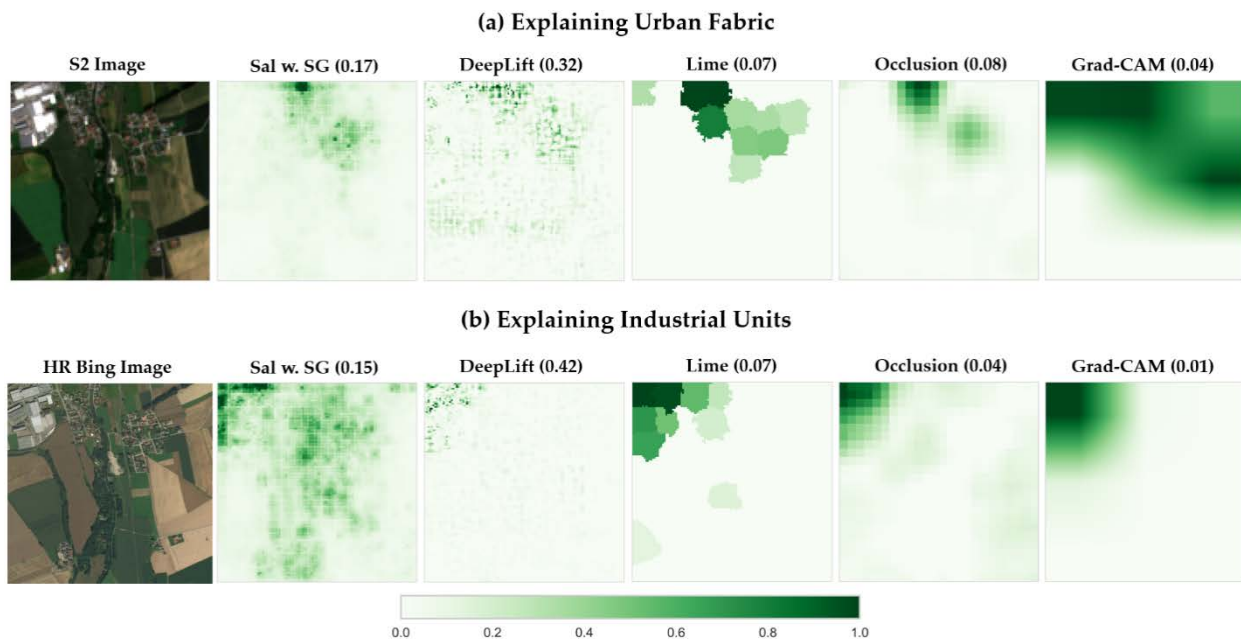 (a) Explaining Urban Fabric
S2 Image Sal w. SG (0.17) DeepLift (0.32) Lime (0.07) Occlusion (0.08) Grad-CAM (0.04)
(b) Explaining Industrial Units
HR Bing Image Sal w. SG (0.15) DeepLift (0.42) Lime (0.07) Occlusion (0.04) Grad-CAM (0.01)
0.0 0.2 0.4 0.6 0.8 1.0